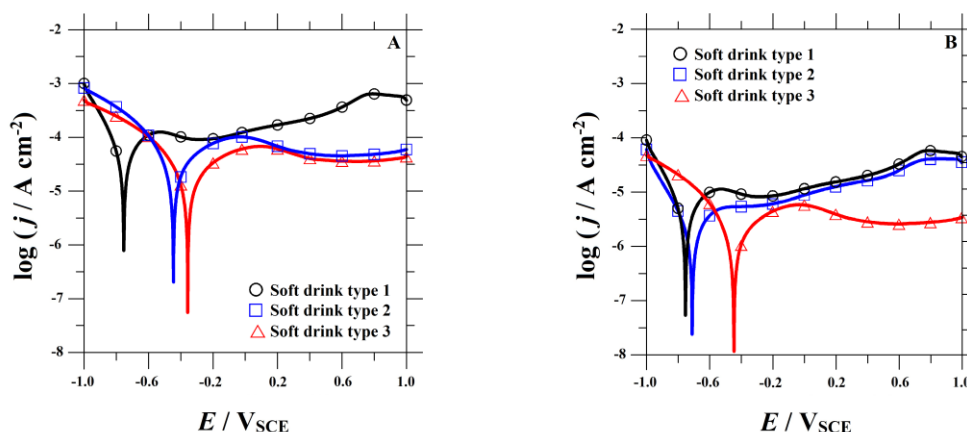 A
-2
-3
-4
-5
-6
-7
-8
log (j / A cm-2)
Soft drink type 1
Soft drink type 2
Soft drink type 3
-1.0 -0.6 -0.2 0.2 0.6 1.0
E / VSCE
B
-2
-3
-4
-5
-6
-7
-8
log (j / A cm-2)
Soft drink type 1
Soft drink type 2
Soft drink type 3
-1.0 -0.6 -0.2 0.2 0.6 1.0
E / VSCE